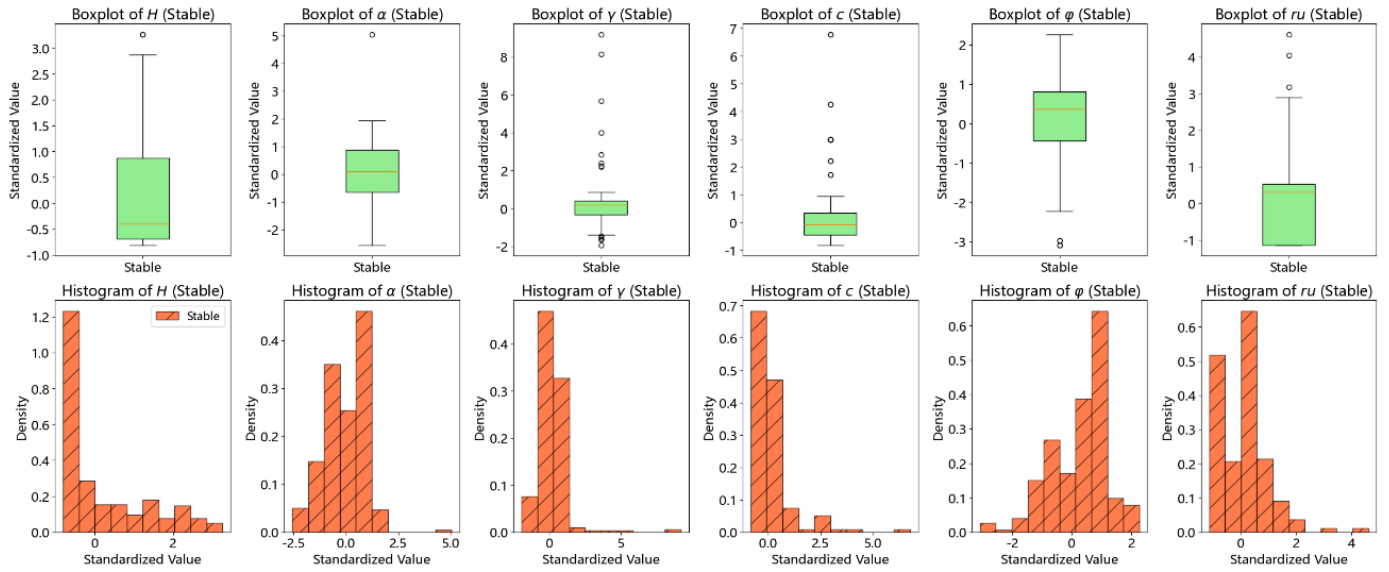 Boxplot of H (Stable)
Standardized Value
3.0
2.5
2.0
1.5
1.0
0.5
0.0
-0.5
-1.0
Stable
Boxplot of α (Stable)
Standardized Value
5
4
3
2
1
0
-1
-2
Stable
Boxplot of γ (Stable)
Standardized Value
8
6
4
2
0
-2
Stable
Boxplot of c (Stable)
Standardized Value
7
6
5
4
3
2
1
0
-1
Stable
Boxplot of φ (Stable)
Standardized Value
2
1
0
-1
-2
-3
Stable
Boxplot of ru (Stable)
Standardized Value
4
3
2
1
0
-1
Stable
Histogram of H (Stable)
Stable
Density
1.2
1.0
0.8
0.6
0.4
0.2
0.0
0 2
Standardized Value
Histogram of α (Stable)
Density
0.4
0.3
0.2
0.1
0.0
-2.5 0.0 2.5 5.0
Standardized Value
Histogram of γ (Stable)
Density
0.4
0.3
0.2
0.1
0.0
0 5
Standardized Value
Histogram of c (Stable)
Density
0.7
0.6
0.5
0.4
0.3
0.2
0.1
0.0
0.0 2.5 5.0
Standardized Value
Histogram of φ (Stable)
Density
0.6
0.5
0.4
0.3
0.2
0.1
0.0
-2 0 2
Standardized Value
Histogram of ru (Stable)
Density
0.6
0.5
0.4
0.3
0.2
0.1
0.0
0 2 4
Standardized Value